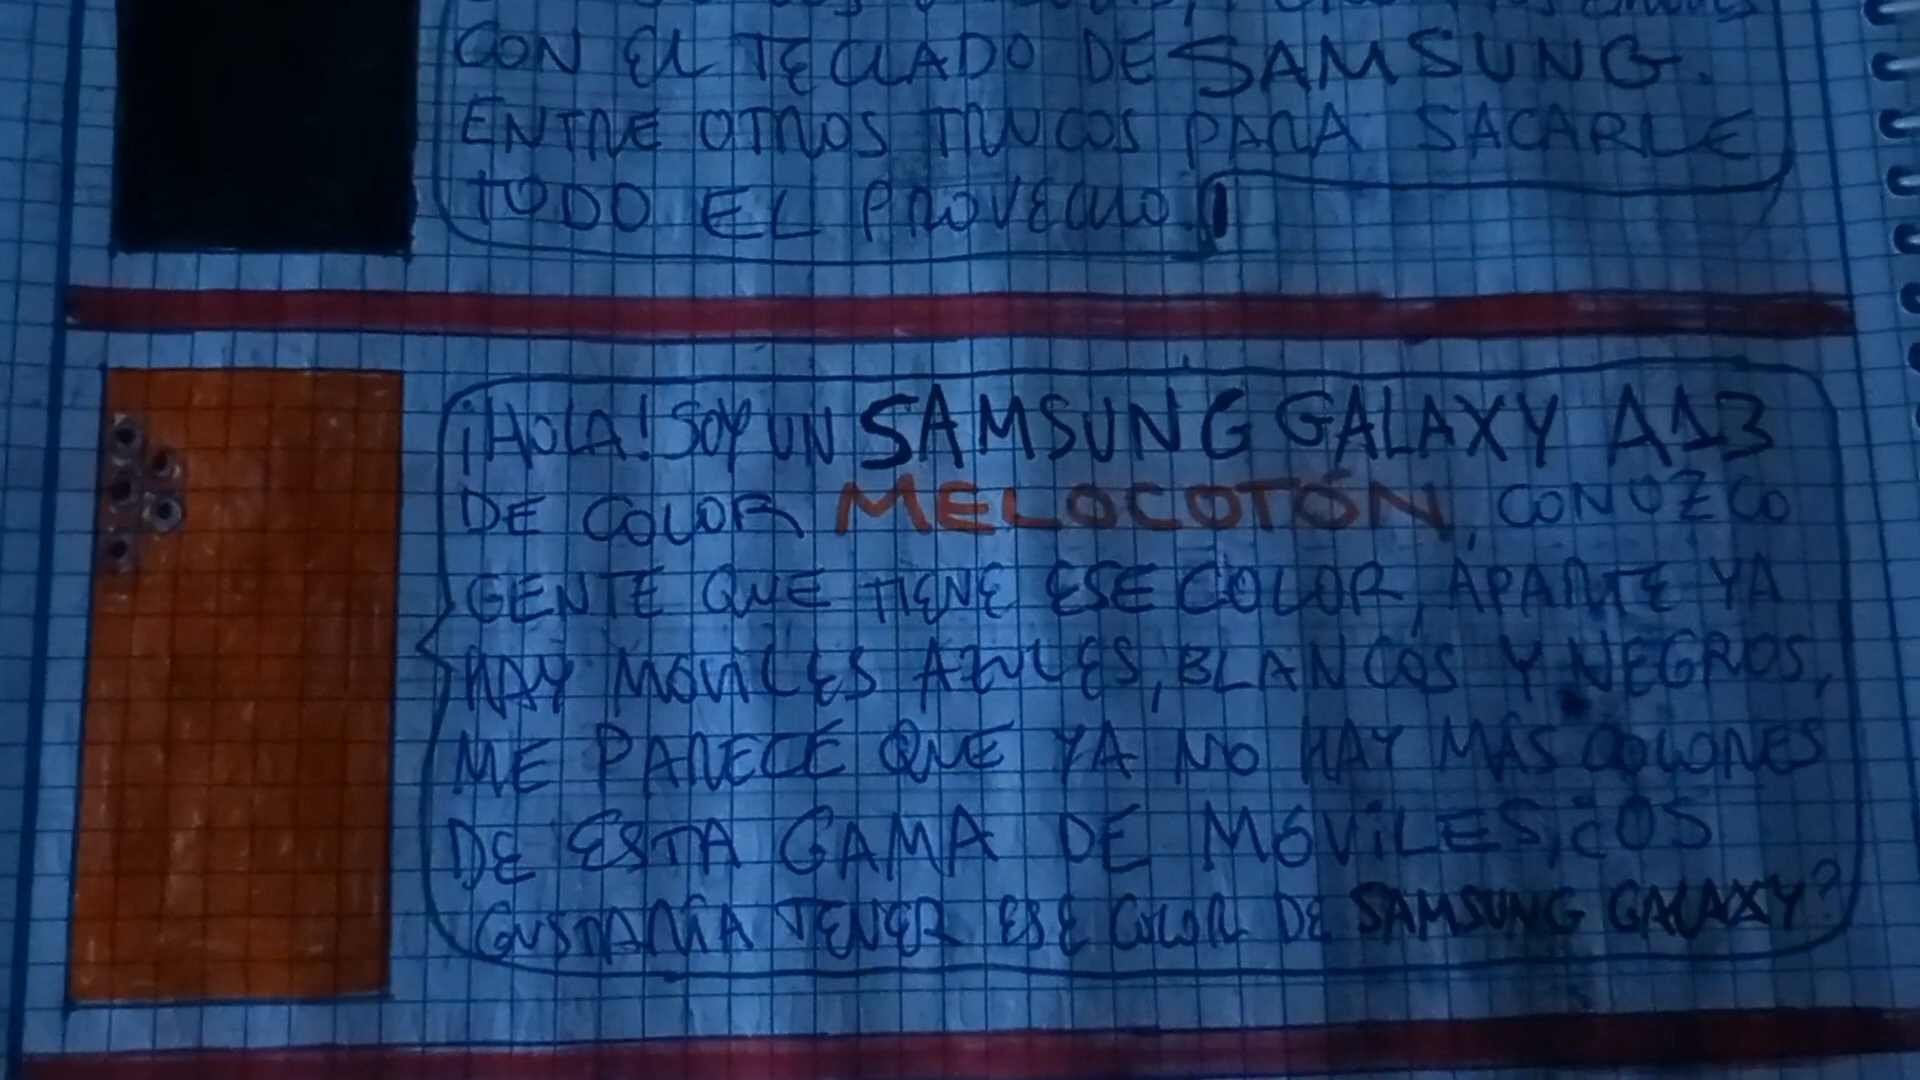 CON EL TECLADO DE SAMSUNG.
ENTRE OTROS TRUCOS PARA SACARLE
TODO EL PROVECHO.
¡HOLA! SOY UN SAMSUNG GALAXY A13
DE COLOR MELOCOTÓN, CONOZCO
GENTE QUE TIENE ESE COLOR, APARTE YA
HAY MÓVILES AZULES, BLANCOS Y NEGROS,
ME PARECE QUE YA NO HAY MÁS COLORES
DE ESTA GAMA DE MÓVILES, ¿OS
GUSTARÍA TENER ESE COLOR DE SAMSUNG GALAXY?